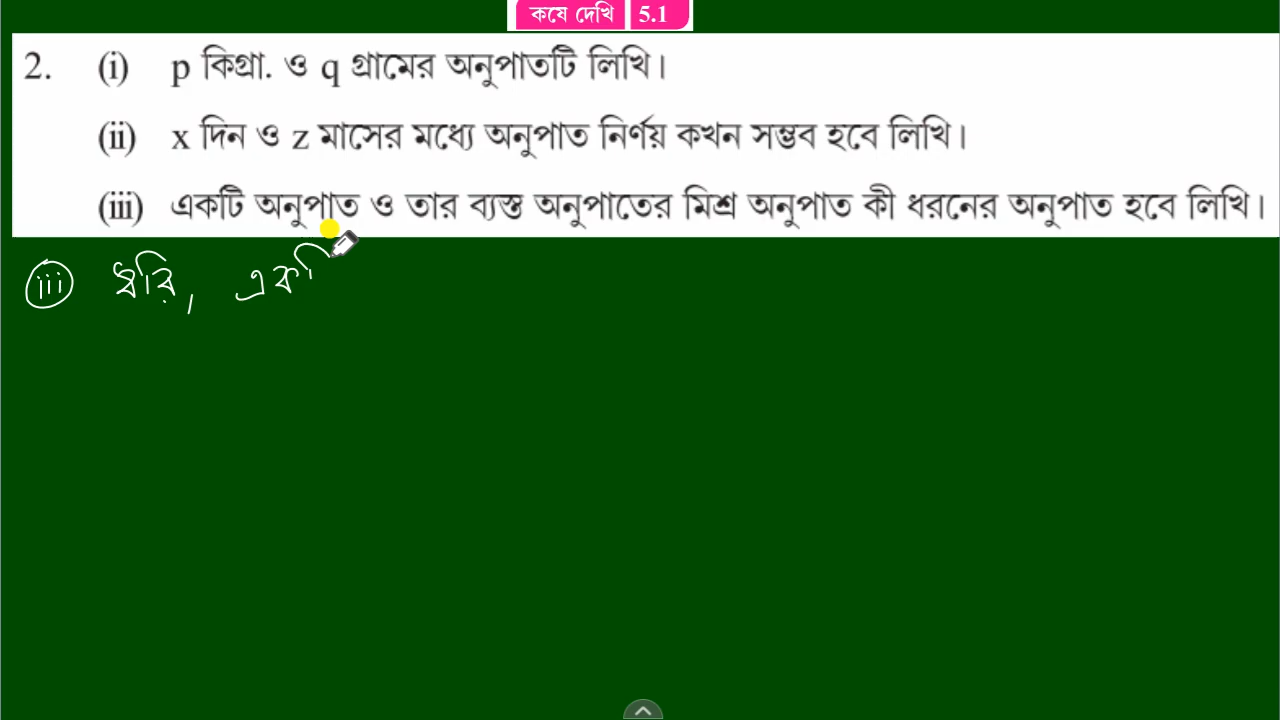 কষে দেখি 5.1
2. (i) p কিগ্রা. ও q গ্রামের অনুপাতটি লিখি।
(ii) x দিন ও z মাসের মধ্যে অনুপাত নির্ণয় কখন সম্ভব হবে লিখি।
(iii) একটি অনুপাত ও তার ব্যস্ত অনুপাতের মিশ্র অনুপাত কী ধরনের অনুপাত হবে লিখি।
iii ধরি,